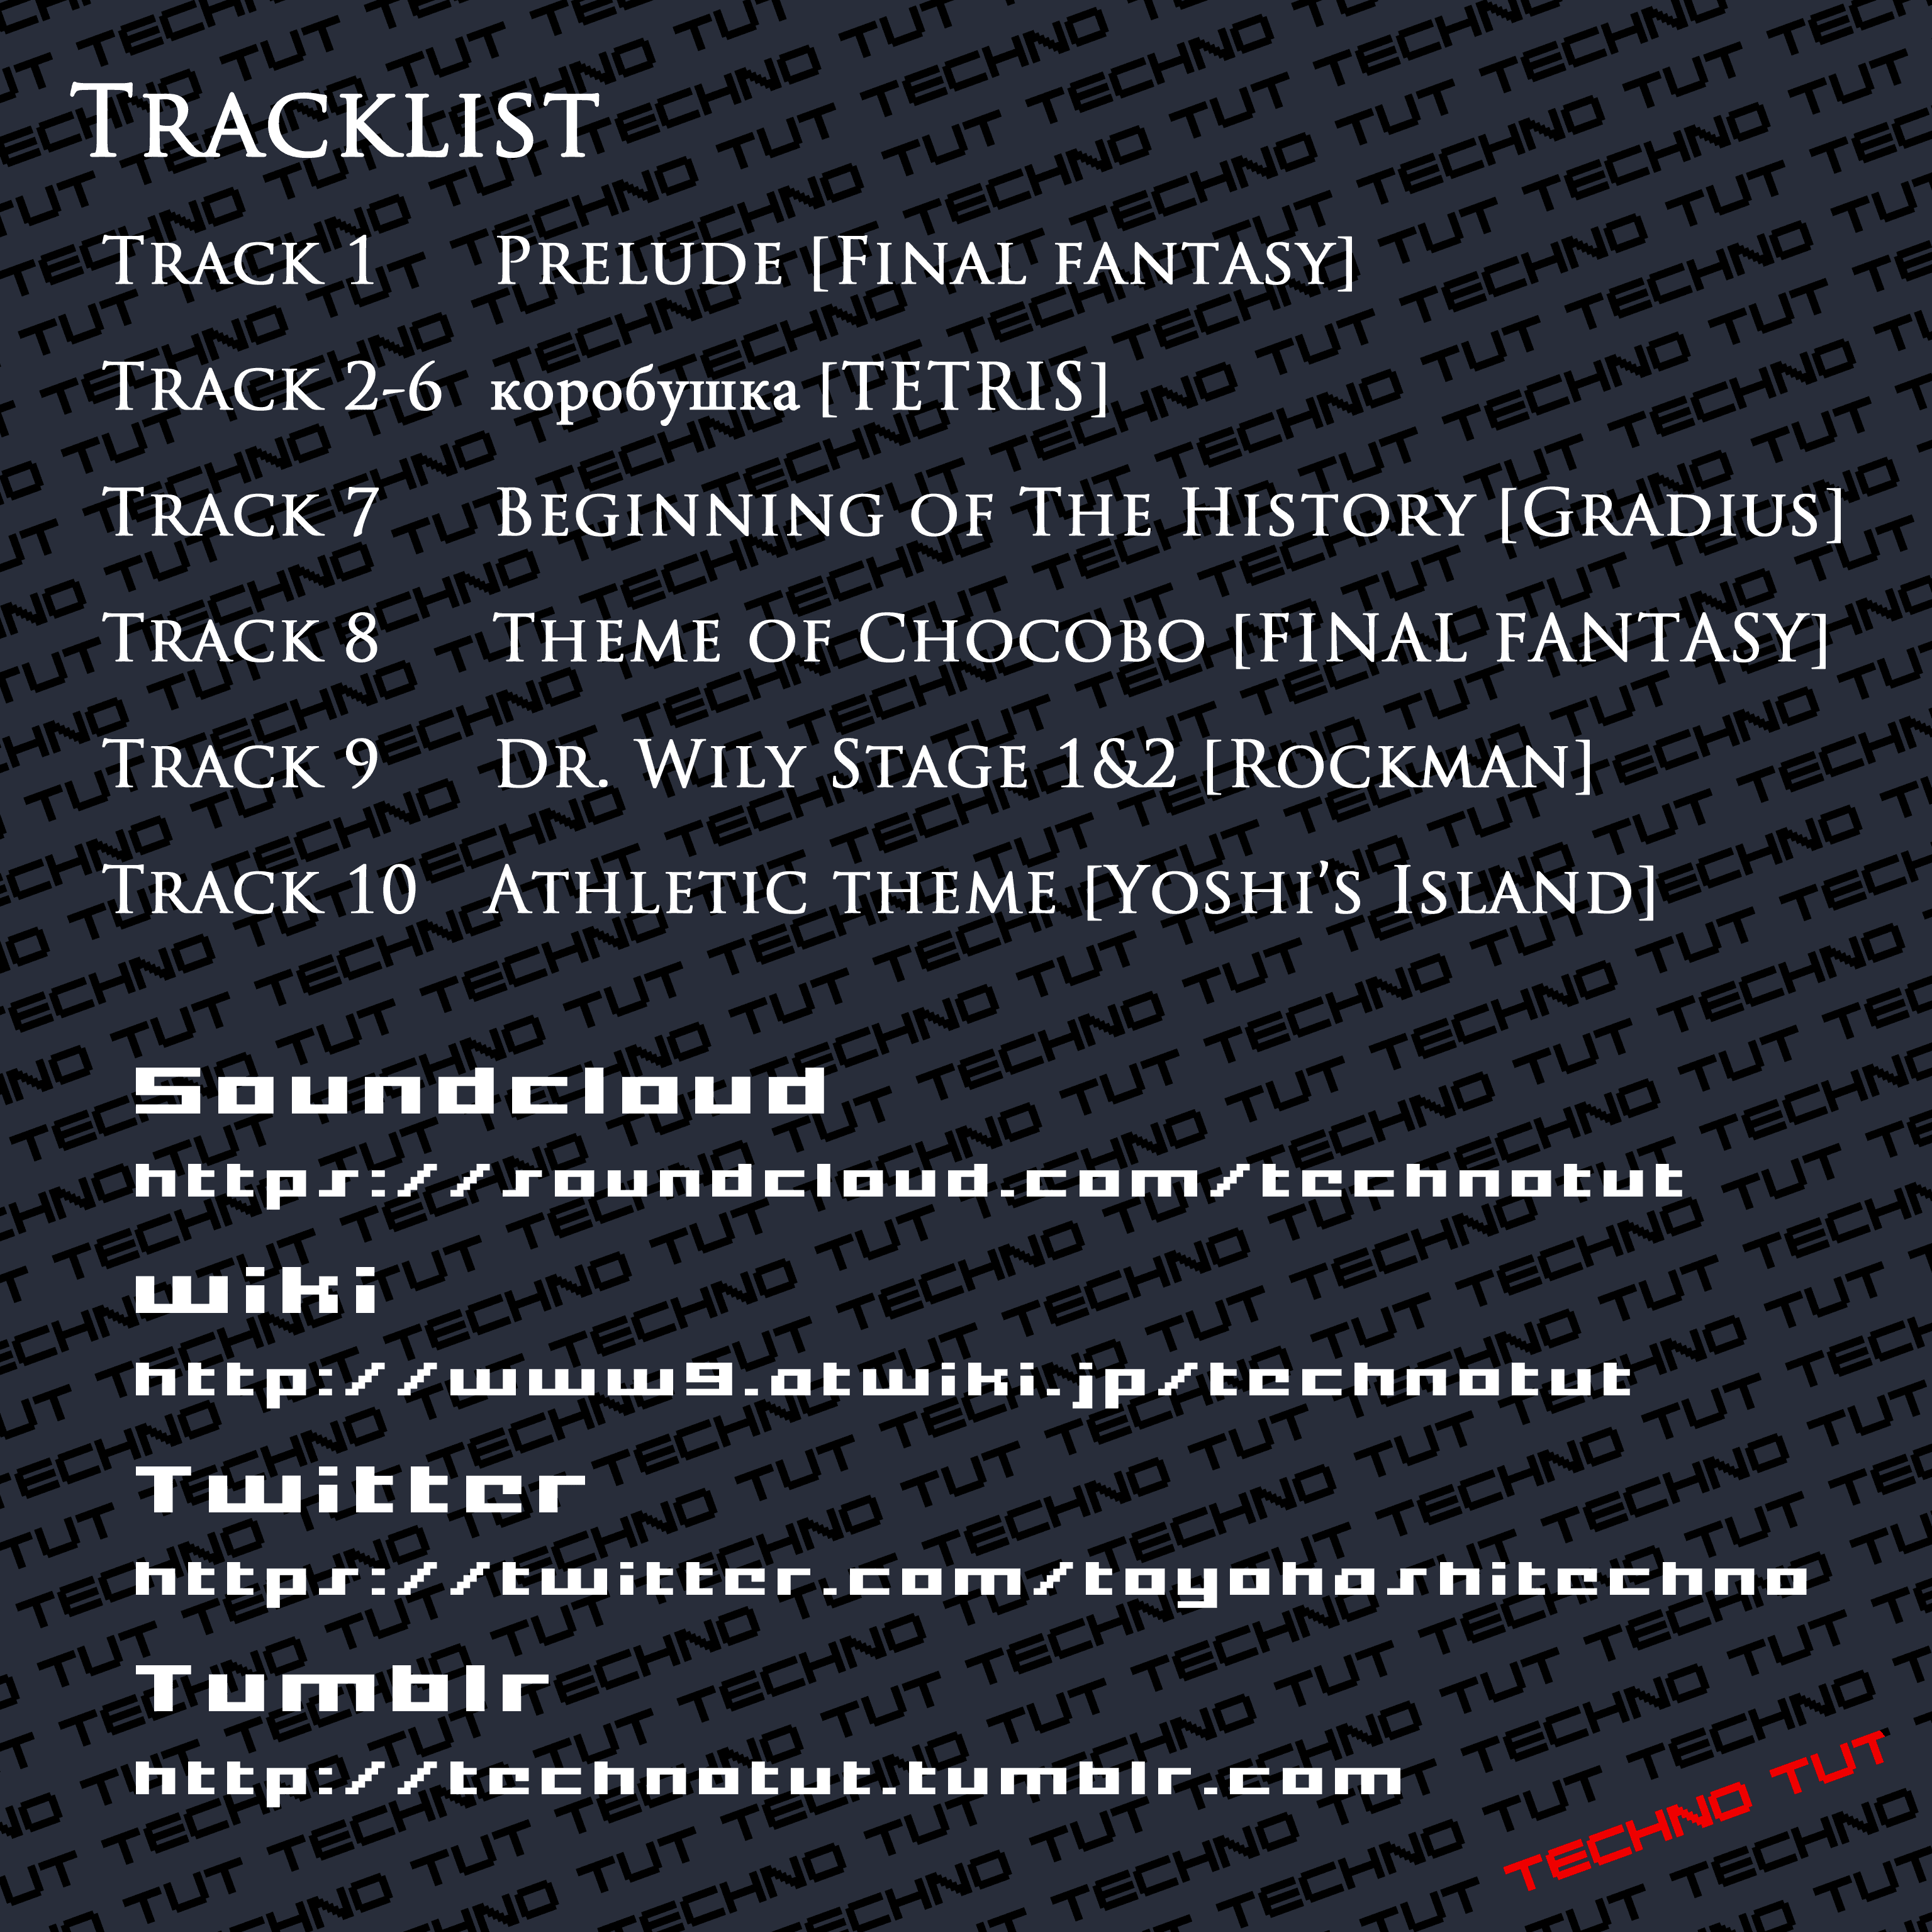 Tracklist
Track 1 Prelude [Final fantasy]
Track 2-6 коробушка [TETRIS]
Track 7 Beginning of The History [Gradius]
Track 8 Theme of Chocobo [FINAL FANTASY]
Track 9 Dr. Wily Stage 1&2 [Rockman]
Track 10 Athletic theme [Yoshi’s Island]
Soundcloud
https://soundcloud.com/technotut
wiki
http://www9.atwiki.jp/technotut
Twitter
https://twitter.com/toyohashitechno
Tumblr
http://technotut.tumblr.com
TECHNO TUT